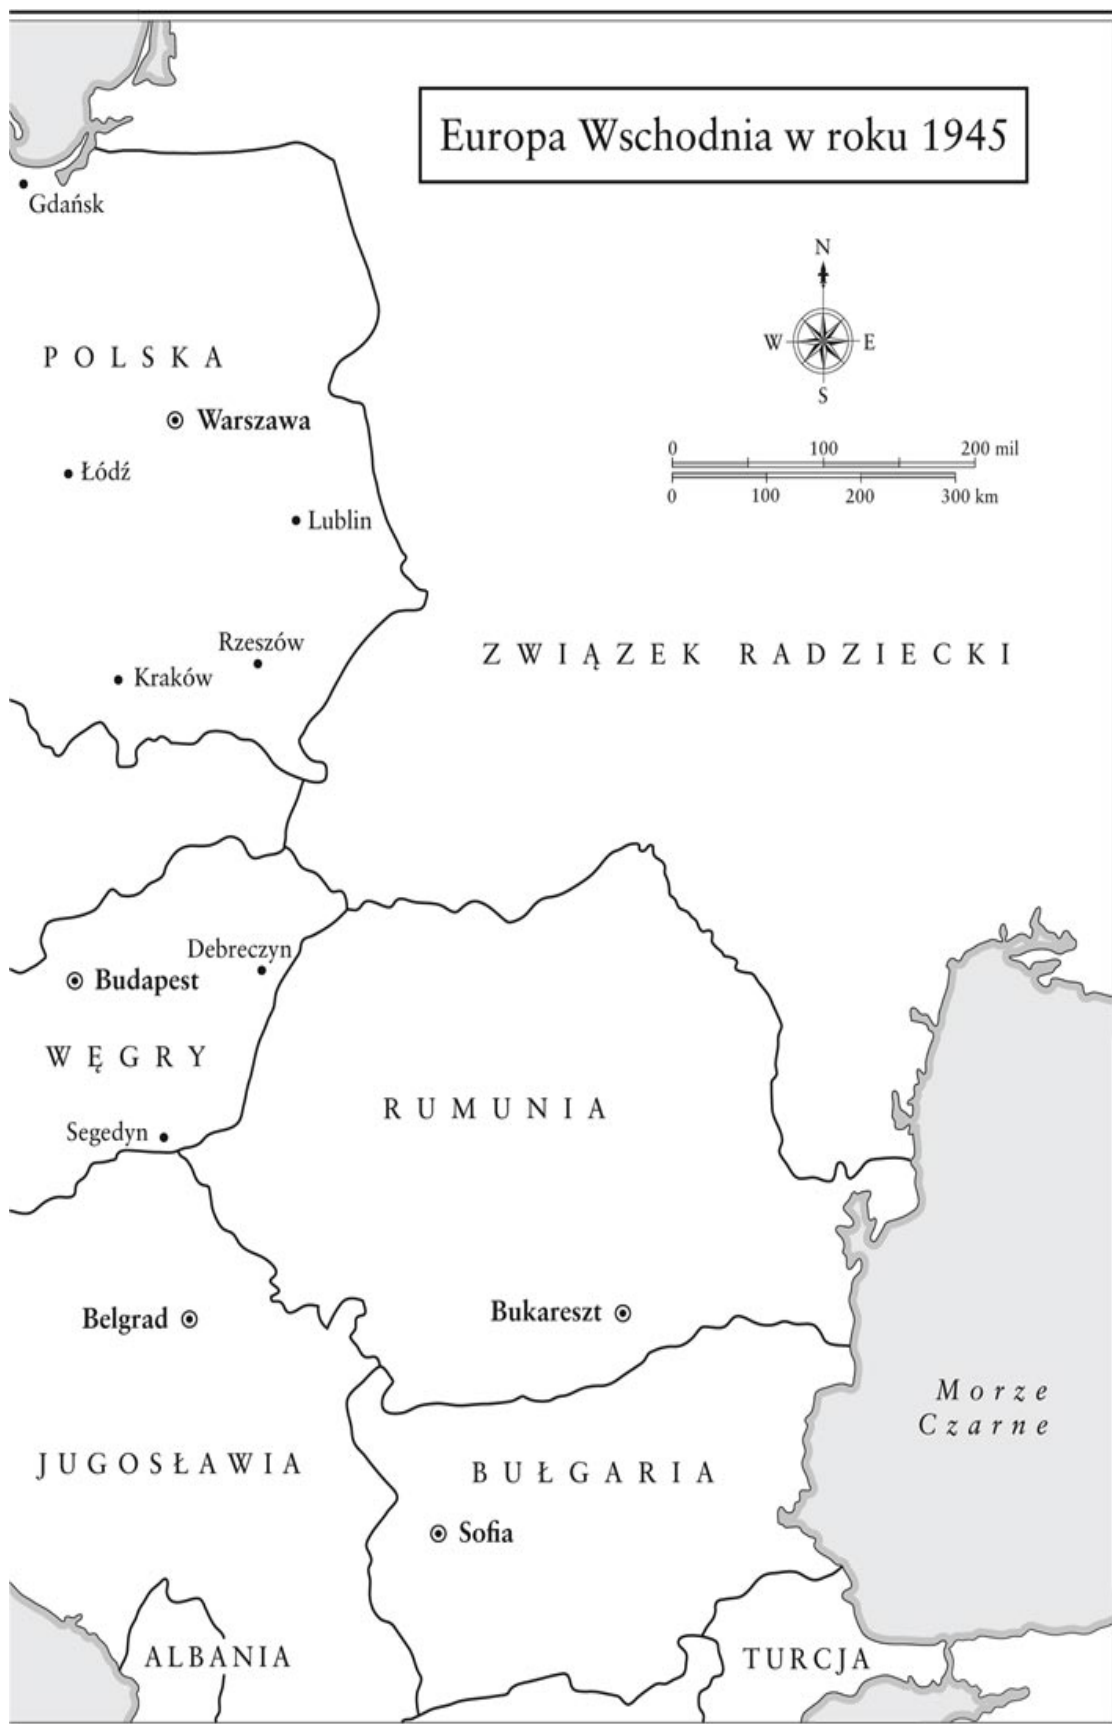 Europa Wschodnia w roku 1945
Gdańsk
N
W
E
S
POLSKA
Warszawa
0 100 200 mil
0 100 200 300 km
Łódź
Lublin
Rzeszów
Kraków
ZWIĄZEK RADZIECKI
Debreczyn
Budapest
WĘGRY
RUMUNIA
Segedyn
Belgrad
Bukareszt
Morze
Czarne
JUGOSŁAWIA
BUŁGARIA
Sofia
ALBANIA
TURCJA